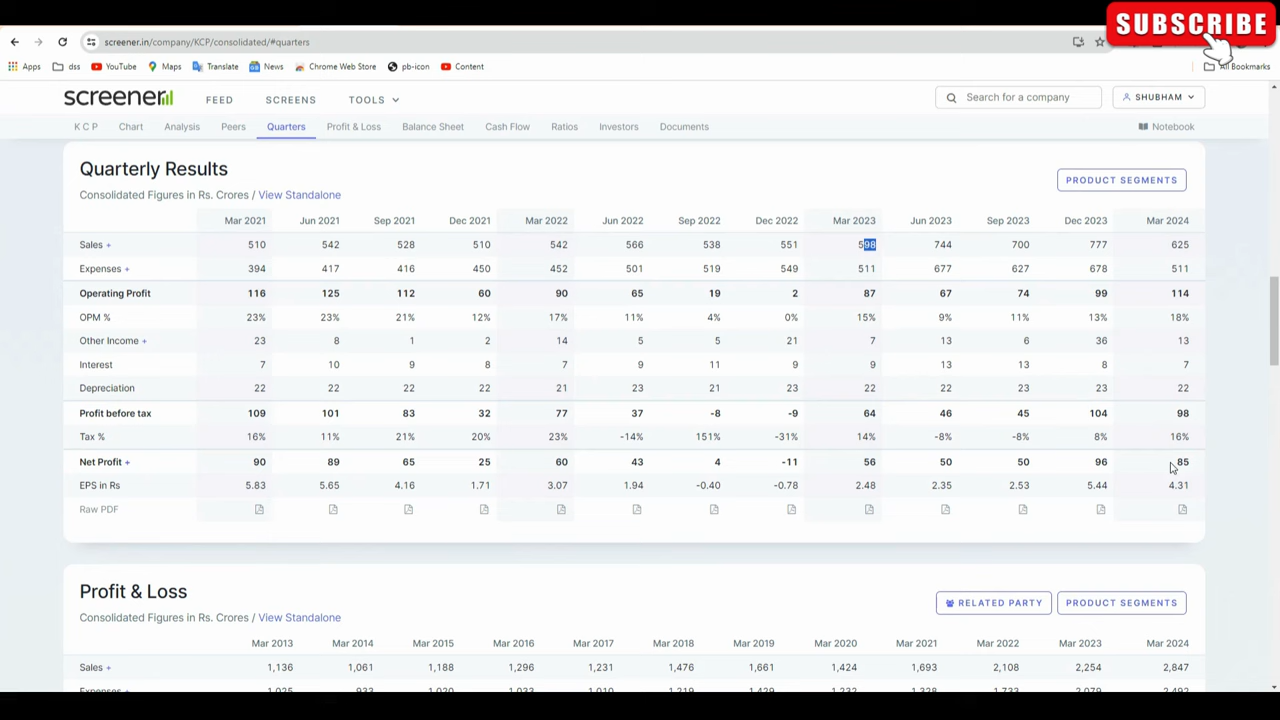 SUBSCRIBE
screener.in/company/KCP/consolidated/#quarters
Apps dss YouTube Maps Translate News Chrome Web Store pb-icon Content All Bookmarks
screener FEED SCREENS TOOLS Search for a company SHUBHAM
K C P Chart Analysis Peers Quarters Profit & Loss Balance Sheet Cash Flow Ratios Investors Documents Notebook
Quarterly Results
Consolidated Figures in Rs. Crores / View Standalone
PRODUCT SEGMENTS
Mar 2021 Jun 2021 Sep 2021 Dec 2021 Mar 2022 Jun 2022 Sep 2022 Dec 2022 Mar 2023 Jun 2023 Sep 2023 Dec 2023 Mar 2024
Sales + 510 542 528 510 542 566 538 551 598 744 700 777 625
Expenses + 394 417 416 450 452 501 519 549 511 677 627 678 511
Operating Profit 116 125 112 60 90 65 19 2 87 67 74 99 114
OPM % 23% 23% 21% 12% 17% 11% 4% 0% 15% 9% 11% 13% 18%
Other Income + 23 8 1 2 14 5 5 21 7 13 6 36 13
Interest 7 10 9 8 7 9 11 9 9 13 13 8 7
Depreciation 22 22 22 22 21 23 21 23 22 22 23 23 22
Profit before tax 109 101 83 32 77 37 -8 -9 64 46 45 104 98
Tax % 16% 11% 21% 20% 23% -14% 151% -31% 14% -8% -8% 8% 16%
Net Profit + 90 89 65 25 60 43 4 -11 56 50 50 96 85
EPS in Rs 5.83 5.65 4.16 1.71 3.07 1.94 -0.40 -0.78 2.48 2.35 2.53 5.44 4.31
Raw PDF
Profit & Loss
Consolidated Figures in Rs. Crores / View Standalone
RELATED PARTY PRODUCT SEGMENTS
Mar 2013 Mar 2014 Mar 2015 Mar 2016 Mar 2017 Mar 2018 Mar 2019 Mar 2020 Mar 2021 Mar 2022 Mar 2023 Mar 2024
Sales + 1,136 1,061 1,188 1,296 1,231 1,476 1,661 1,424 1,693 2,108 2,254 2,847
Expenses +